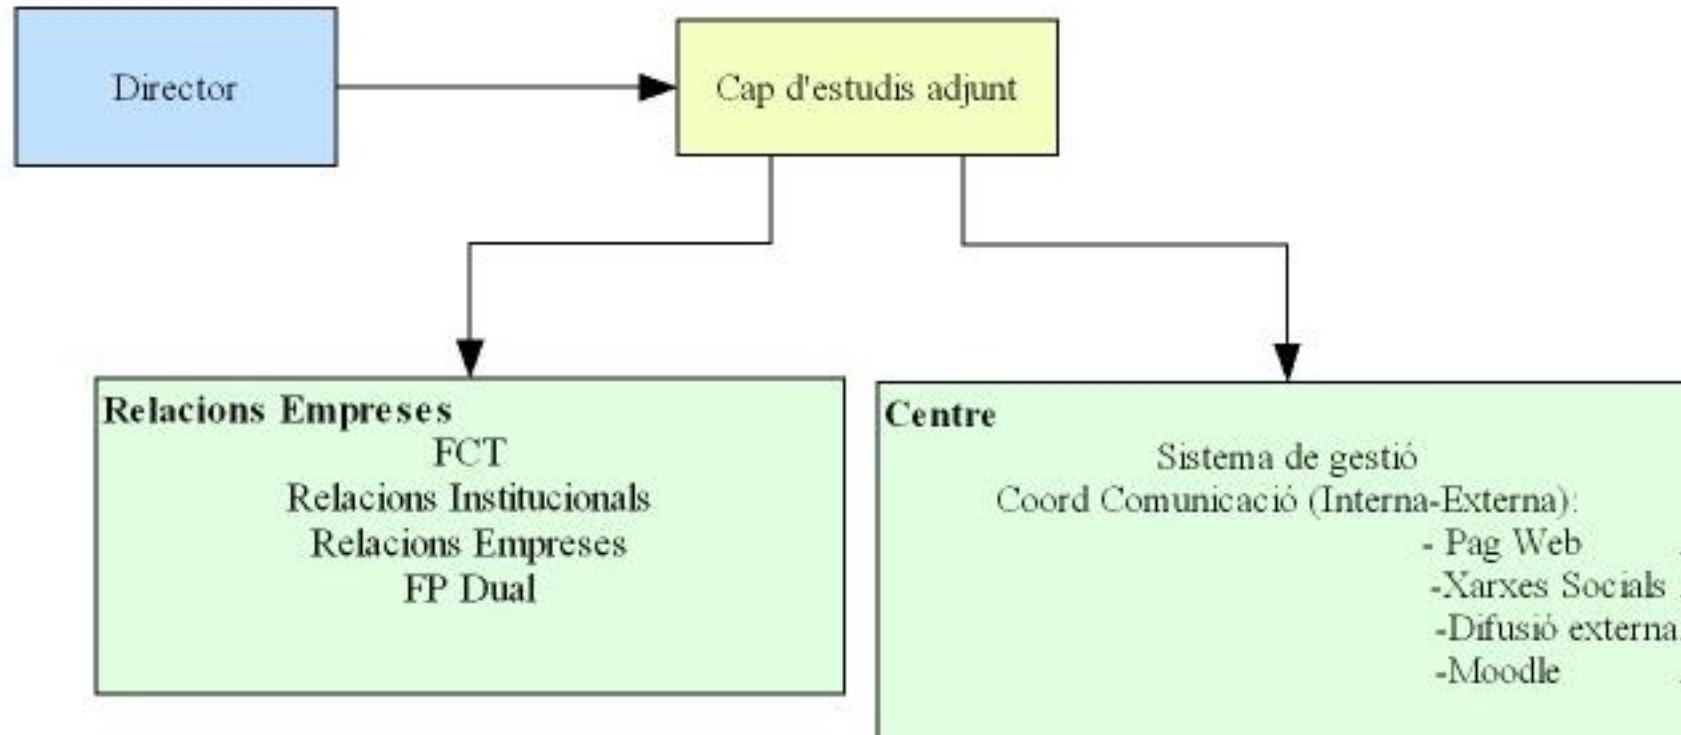 Director
Cap d'estudis adjunt
Relacions Empreses
FCT
Relacions Institucionals
Relacions Empreses
FP Dual
Centre
Sistema de gestió
Coord Comunicació (Interna-Externa):
- Pag Web
-Xarxes Socials
-Difusió externa
-Moodle